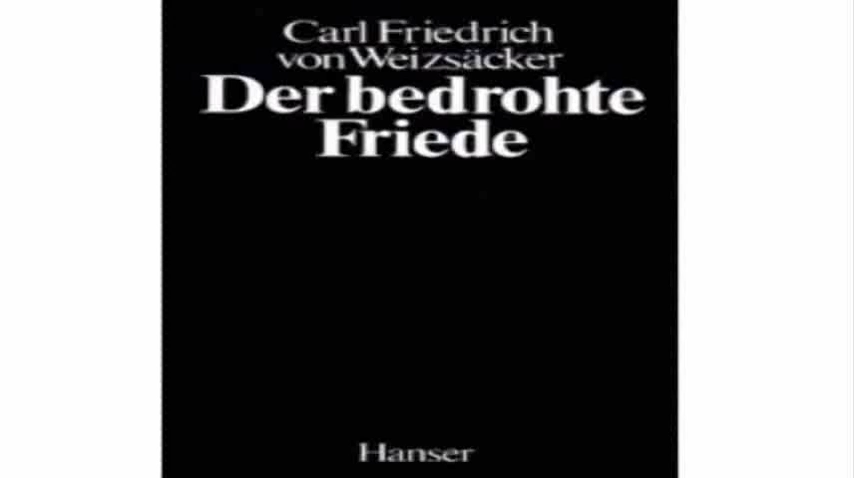 Carl Friedrich
von Weizsäcker
Der bedrohte
Friede
Hanser